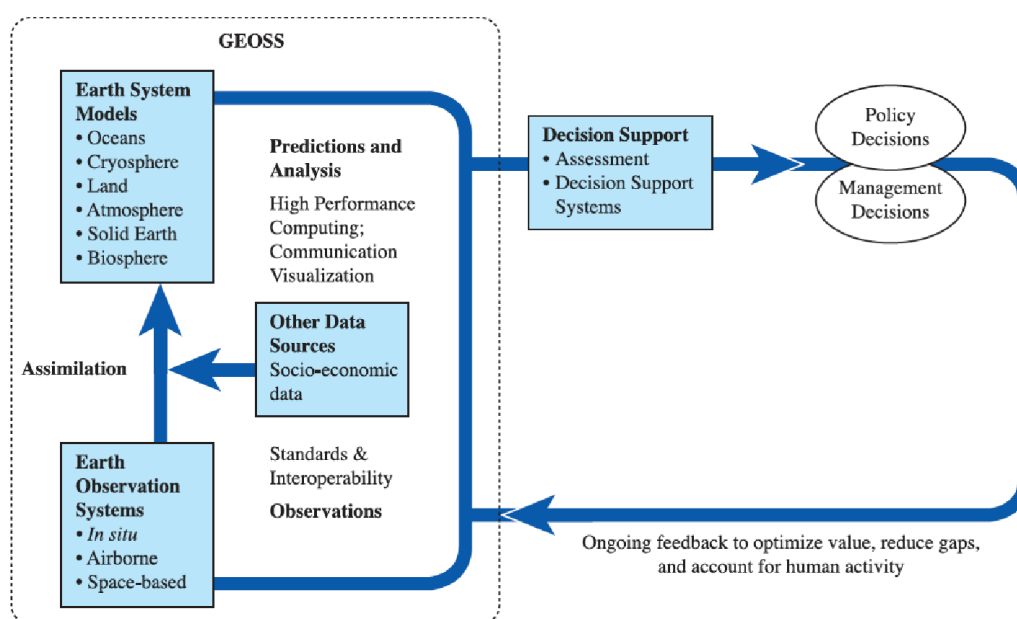 GEOSS
Earth System
Models
• Oceans
• Cryosphere
• Land
• Atmosphere
• Solid Earth
• Biosphere
Predictions and
Analysis
High Performance
Computing;
Communication
Visualization
Other Data
Sources
Socio-economic
data
Assimilation
Earth
Observation
Systems
• In situ
• Airborne
• Space-based
Standards &
Interoperability
Observations
Decision Support
• Assessment
• Decision Support
Systems
Policy
Decisions
Management
Decisions
Ongoing feedback to optimize value, reduce gaps,
and account for human activity